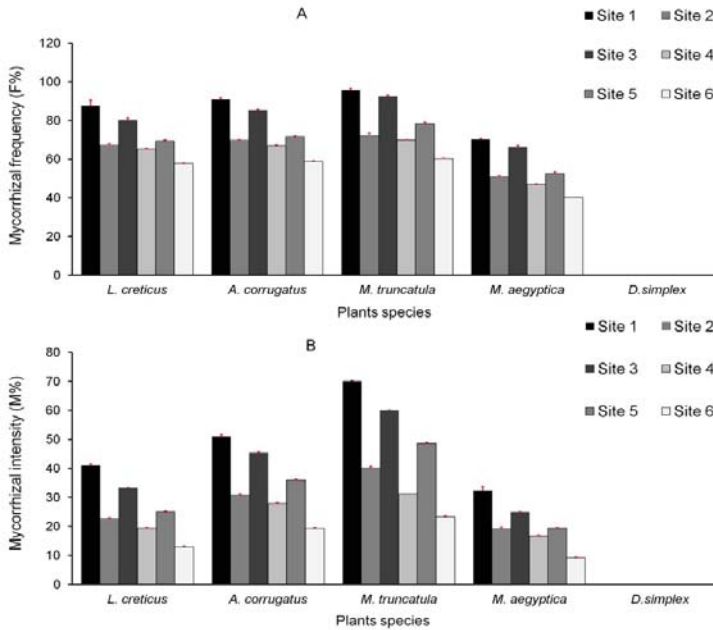 A
Site 1 Site 2
Site 3 Site 4
Site 5 Site 6
Mycorrhizal frequency (F%)
120
100
80
60
40
20
0
L. creticus A. corrugatus M. truncatula M. aegyptica D.simplex
Plants species
B
Site 1 Site 2
Site 3 Site 4
Site 5 Site 6
Mycorrhizal intensity (M%)
80
70
60
50
40
30
20
10
0
L. creticus A. corrugatus M. truncatula M. aegyptica D.simplex
Plants species